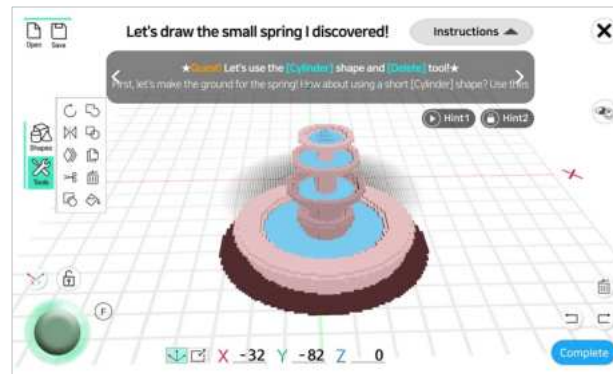 Open Save
Let's draw the small spring I discovered!
Instructions
★Quest0 Let's use the [Cylinder] shape and [Delete] tool!★
First, let's make the ground for the spring! How about using a short [Cylinder] shape? Use this
Hint1 Hint2
Shapes
Tools
F
X -32 Y -82 Z 0
Complete